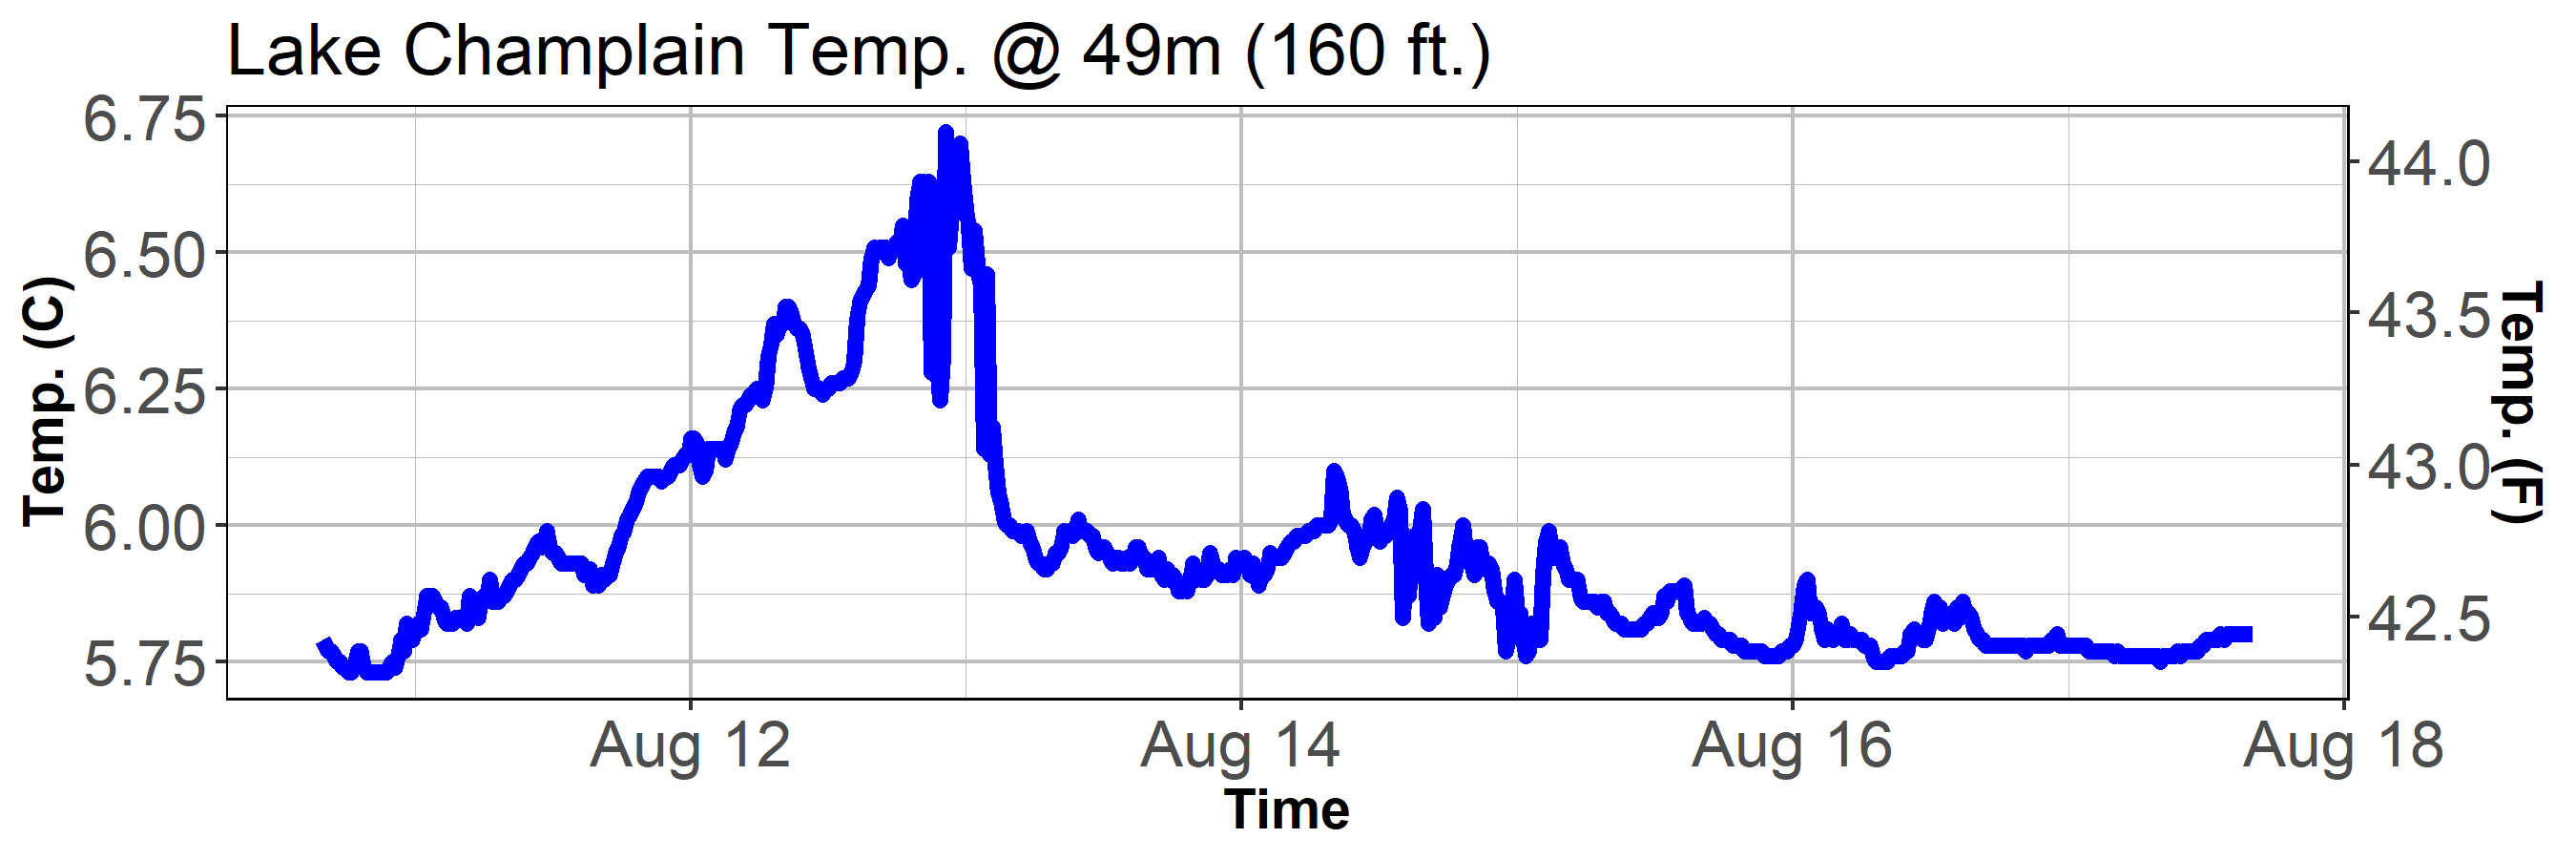 Lake Champlain Temp. @ 49m (160 ft.)
6.75
6.50
6.25
6.00
5.75
Temp. (C)
44.0
43.5
43.0
42.5
Temp. (F)
Aug 12 Aug 14 Aug 16 Aug 18
Time